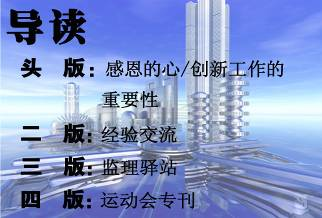 导读
头 版：感恩的心/创新工作的
重要性
二 版：经验交流
三 版：监理驿站
四 版：运动会专刊